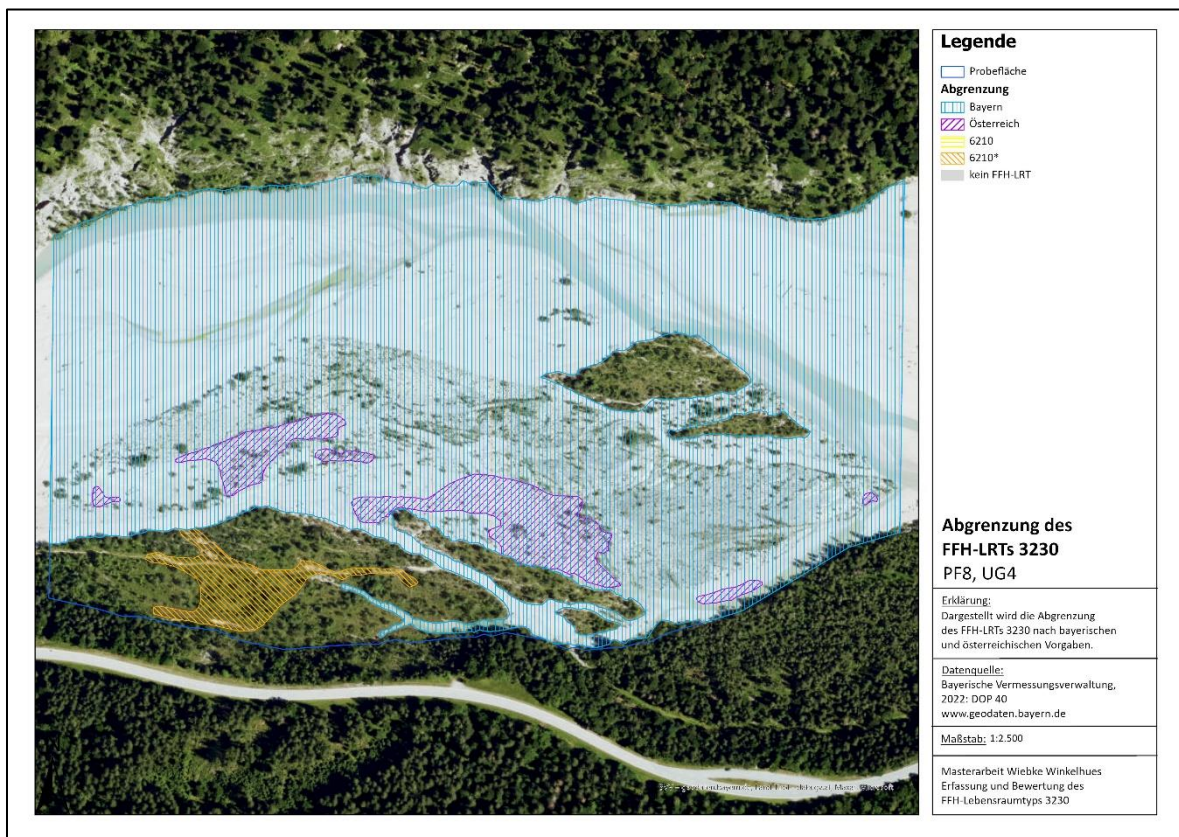 Legende
Probefläche
Abgrenzung
Bayern
Österreich
6210
6210*
kein FFH-LRT
Abgrenzung des
FFH-LRTs 3230
PF8, UG4
Erklärung:
Dargestellt wird die Abgrenzung
des FFH-LRTs 3230 nach bayerischen
und österreichischen Vorgaben.
Datenquelle:
Bayerische Vermessungsverwaltung,
2022: DOP 40
www.geodaten.bayern.de
Maßstab: 1:2.500
Masterarbeit Wiebke Winkelhues
Erfassung und Bewertung des
FFH-Lebensraumtyps 3230